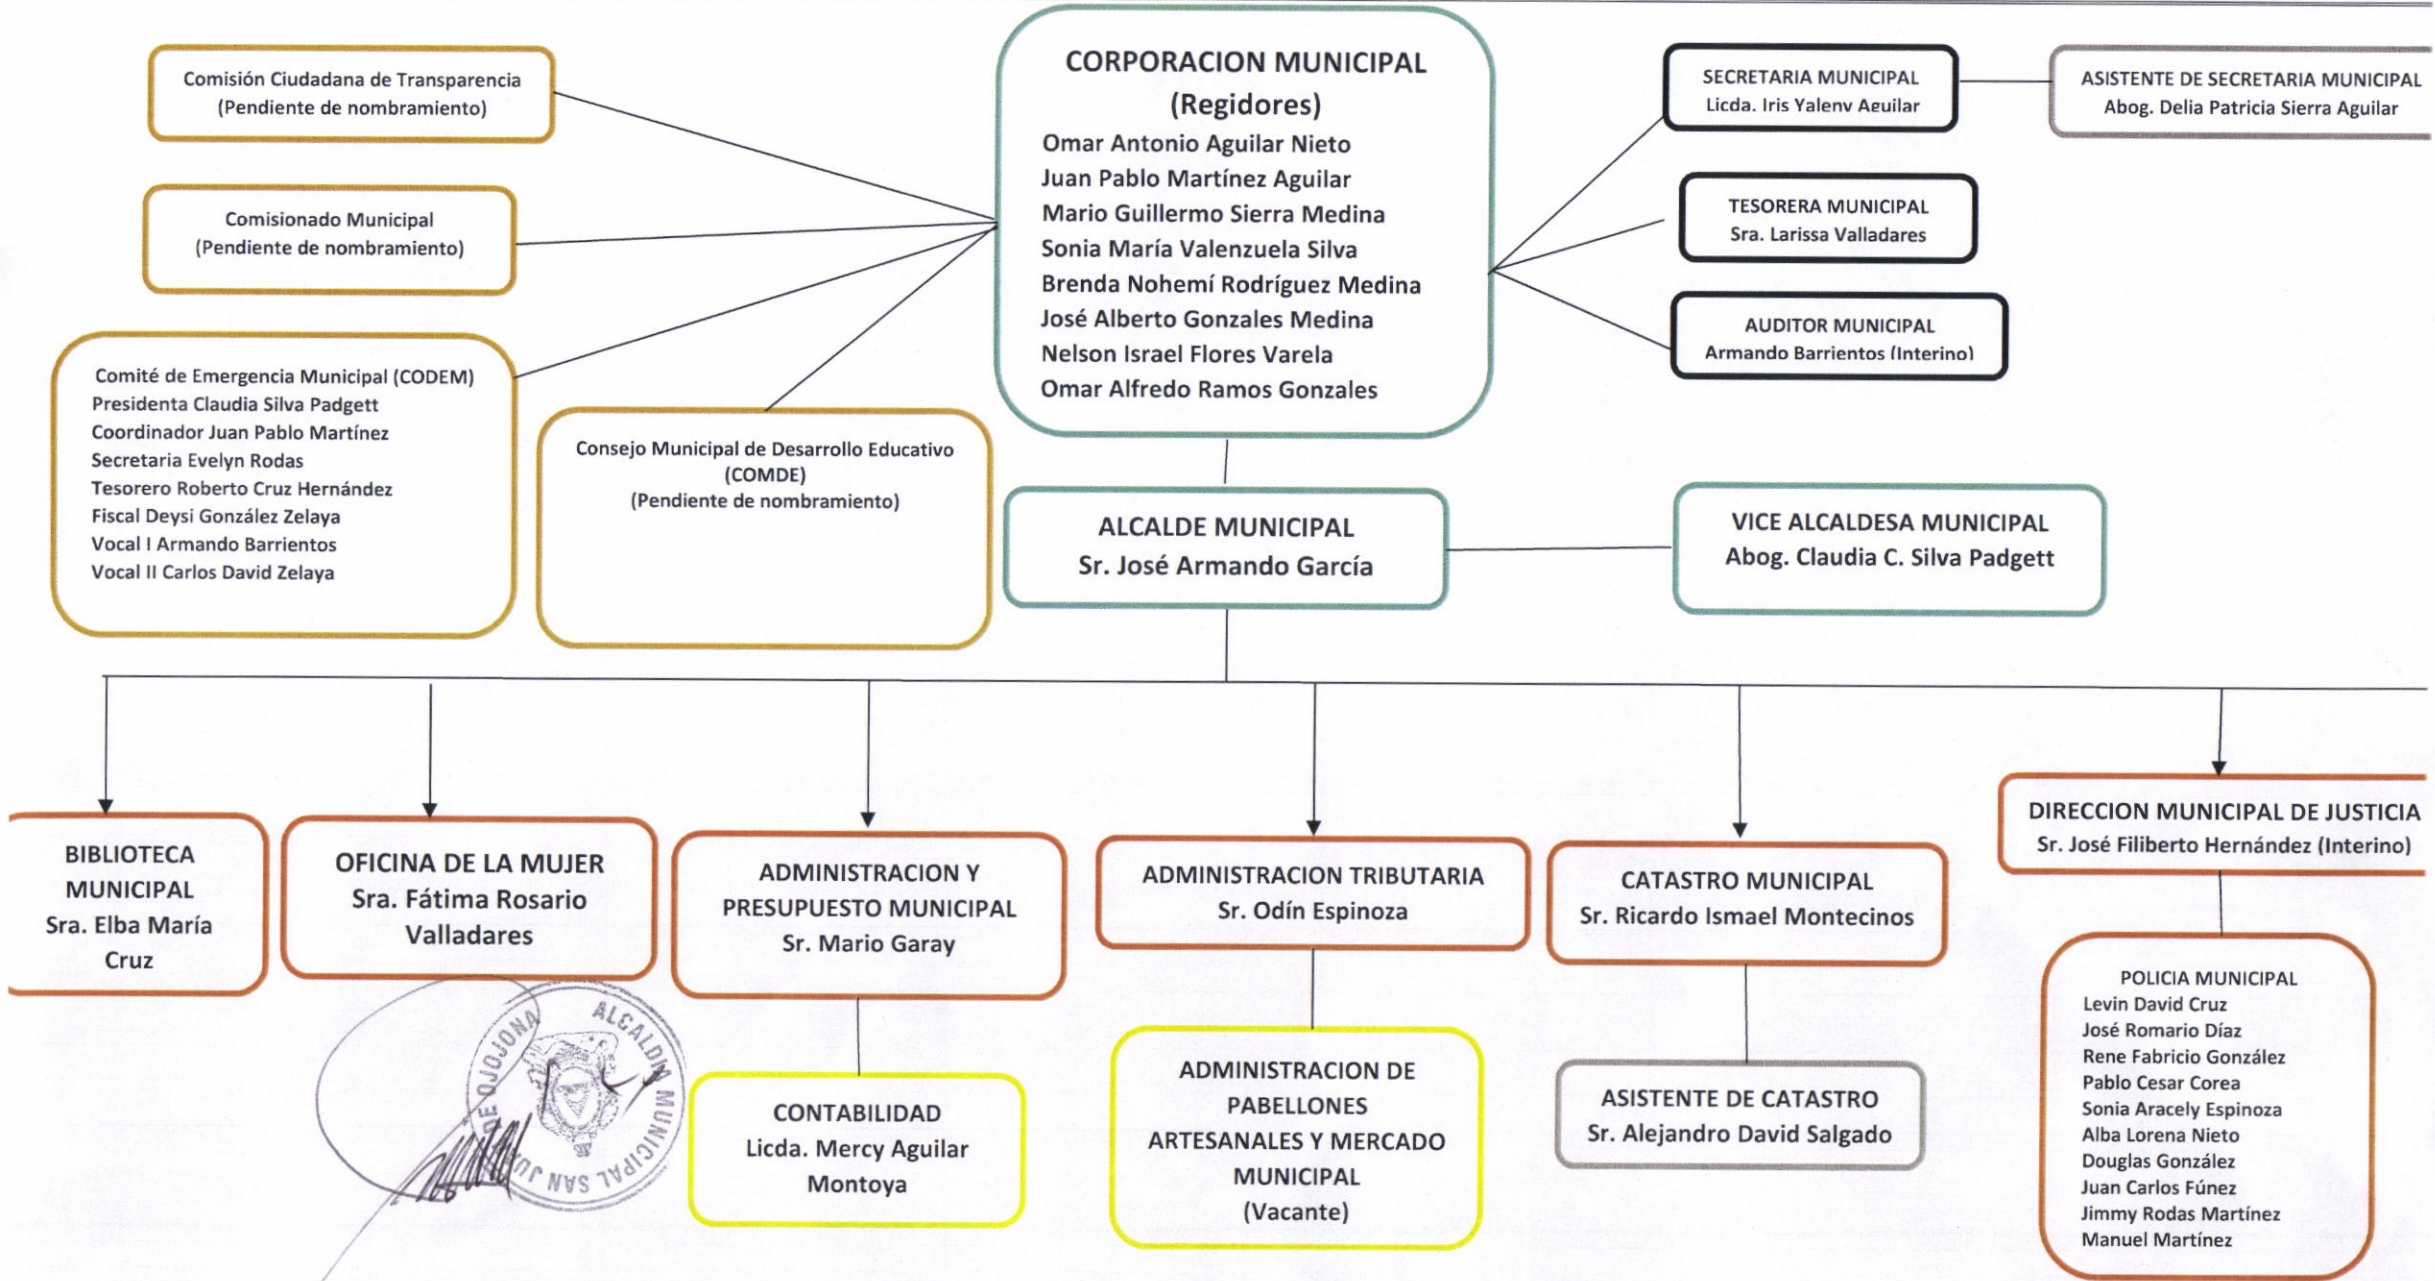 CORPORACION MUNICIPAL
(Regidores)
Omar Antonio Aguilar Nieto
Juan Pablo Martínez Aguilar
Mario Guillermo Sierra Medina
Sonia María Valenzuela Silva
Brenda Nohemí Rodríguez Medina
José Alberto Gonzales Medina
Nelson Israel Flores Varela
Omar Alfredo Ramos Gonzales
Comisión Ciudadana de Transparencia
(Pendiente de nombramiento)
Comisionado Municipal
(Pendiente de nombramiento)
Comité de Emergencia Municipal (CODEM)
Presidenta Claudia Silva Padgett
Coordinador Juan Pablo Martínez
Secretaria Evelyn Rodas
Tesorero Roberto Cruz Hernández
Fiscal Deysi González Zelaya
Vocal I Armando Barrientos
Vocal II Carlos David Zelaya
Consejo Municipal de Desarrollo Educativo
(COMDE)
(Pendiente de nombramiento)
SECRETARIA MUNICIPAL
Licda. Iris Yaleny Aguilar
ASISTENTE DE SECRETARIA MUNICIPAL
Abog. Delia Patricia Sierra Aguilar
TESORERA MUNICIPAL
Sra. Larissa Valladares
AUDITOR MUNICIPAL
Armando Barrientos (Interino)
ALCALDE MUNICIPAL
Sr. José Armando García
VICE ALCALDESA MUNICIPAL
Abog. Claudia C. Silva Padgett
BIBLIOTECA
MUNICIPAL
Sra. Elba María
Cruz
OFICINA DE LA MUJER
Sra. Fátima Rosario
Valladares
ADMINISTRACION Y
PRESUPUESTO MUNICIPAL
Sr. Mario Garay
ADMINISTRACION TRIBUTARIA
Sr. Odín Espinoza
CATASTRO MUNICIPAL
Sr. Ricardo Ismael Montecinos
DIRECCION MUNICIPAL DE JUSTICIA
Sr. José Filiberto Hernández (Interino)
CONTABILIDAD
Licda. Mercy Aguilar
Montoya
ADMINISTRACION DE
PABELLONES
ARTESANALES Y MERCADO
MUNICIPAL
(Vacante)
ASISTENTE DE CATASTRO
Sr. Alejandro David Salgado
POLICIA MUNICIPAL
Levin David Cruz
José Romario Díaz
Rene Fabricio González
Pablo Cesar Corea
Sonia Aracely Espinoza
Alba Lorena Nieto
Douglas González
Juan Carlos Fúnez
Jimmy Rodas Martínez
Manuel Martínez
ALCALDIA MUNICIPAL SAN JUAN DE OJOJONA